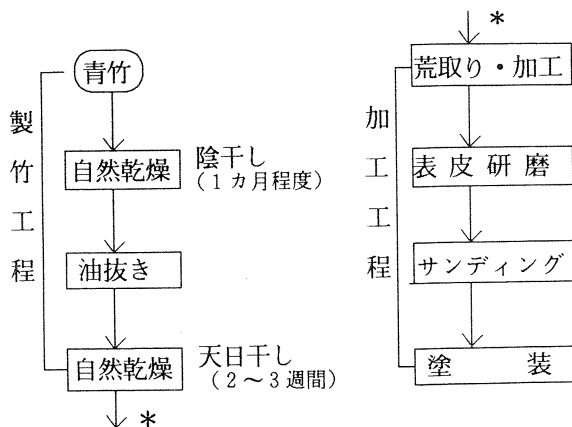 製竹工程
青竹
自然乾燥
陰干し
(1カ月程度)
油抜き
自然乾燥
天日干し
(2～3週間)
*
*
加工工程
荒取り・加工
表皮研磨
サンディング
塗装